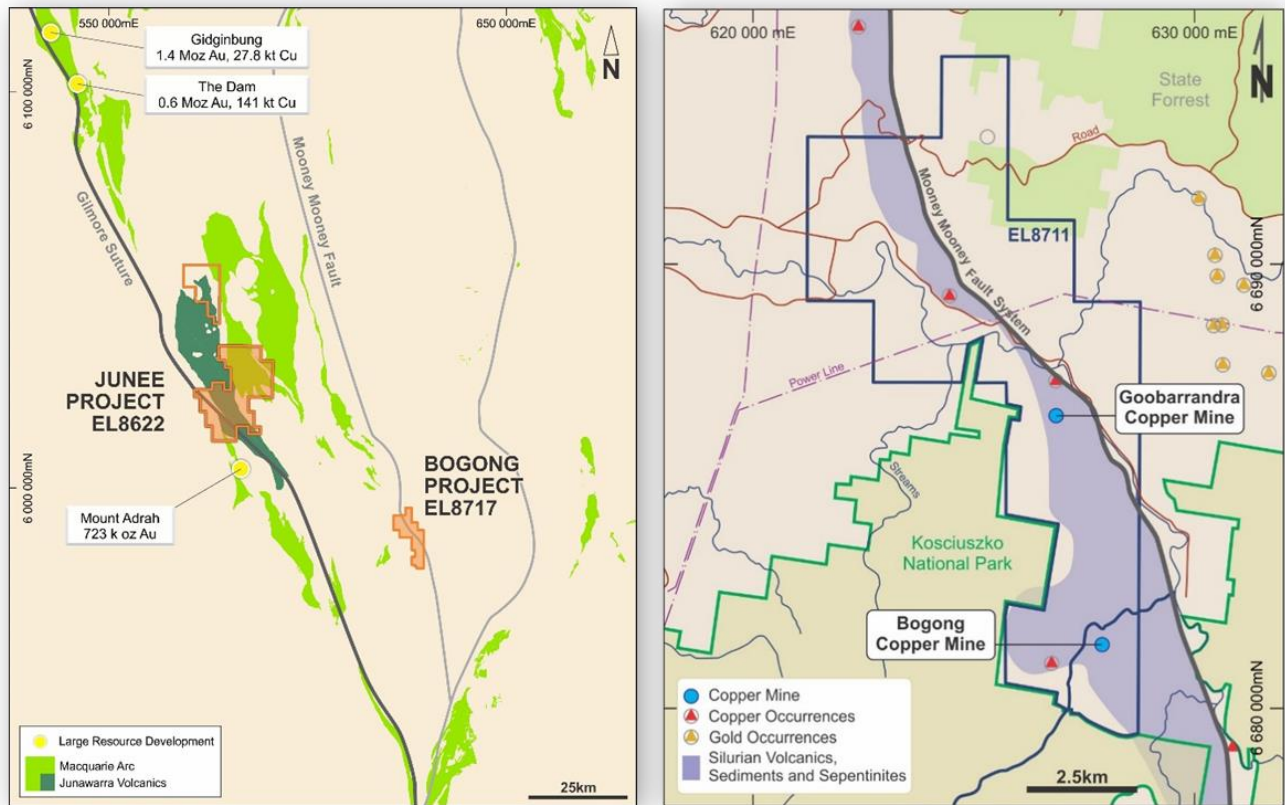 550 000mE
650 000mE
Gidginbung
1.4 Moz Au, 27.8 kt Cu
N
The Dam
0.6 Moz Au, 141 kt Cu
6 100 000mN
Mooney Mooney Fault
Gilmore Suture
JUNEE
PROJECT
EL8622
6 000 000mN
BOGONG
PROJECT
EL8717
Mount Adrah
723 k oz Au
Large Resource Development
Macquarie Arc
Junawarra Volcanics
25km
620 000 mE
630 000 mE
N
State
Forrest
Road
EL8711
Mooney Mooney Fault System
6 690 000mN
Power Line
Goobarrandra
Copper Mine
Streams
Kosciuszko
National Park
Bogong
Copper Mine
Copper Mine
Copper Occurrences
Gold Occurrences
Silurian Volcanics,
Sediments and Sepentinites
2.5km
6 680 000mN